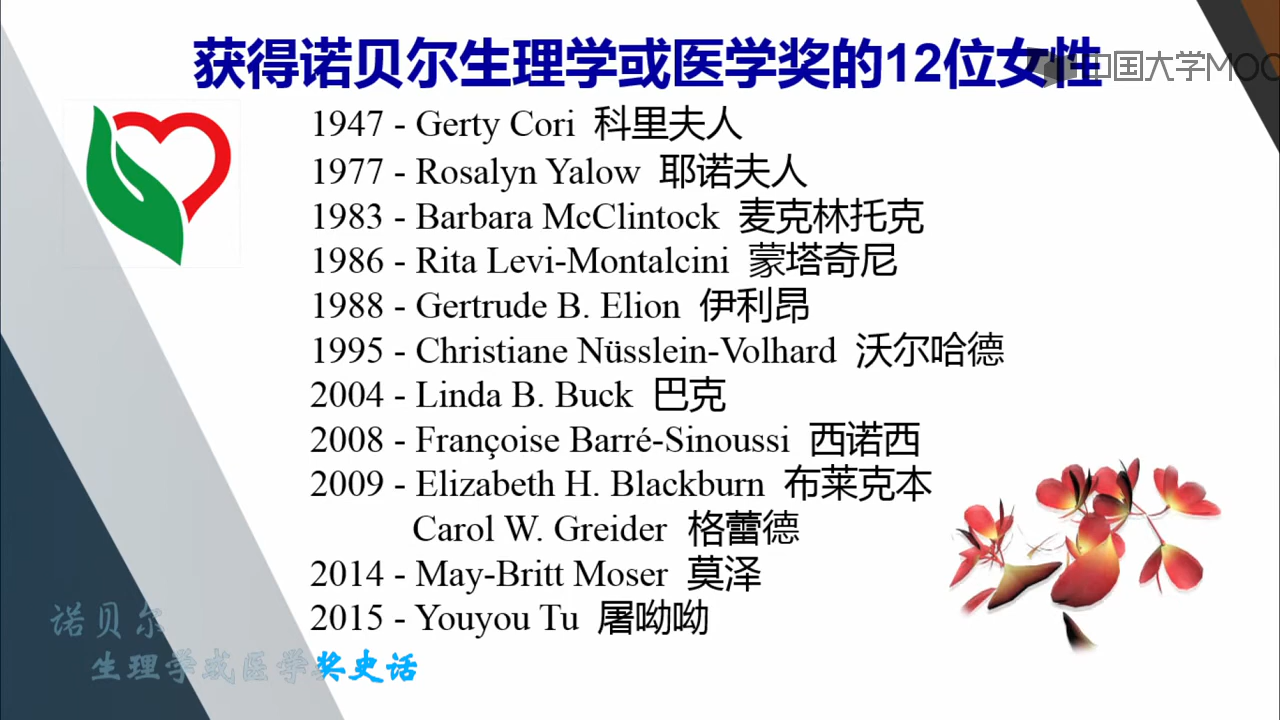 获得诺贝尔生理学或医学奖的12位女性
中国大学MOOC
1947 - Gerty Cori 科里夫人
1977 - Rosalyn Yalow 耶诺夫人
1983 - Barbara McClintock 麦克林托克
1986 - Rita Levi-Montalcini 蒙塔奇尼
1988 - Gertrude B. Elion 伊利昂
1995 - Christiane Nüsslein-Volhard 沃尔哈德
2004 - Linda B. Buck 巴克
2008 - Françoise Barré-Sinoussi 西诺西
2009 - Elizabeth H. Blackburn 布莱克本
Carol W. Greider 格蕾德
2014 - May-Britt Moser 莫泽
2015 - Youyou Tu 屠呦呦
诺贝尔
生理学或医学奖史话